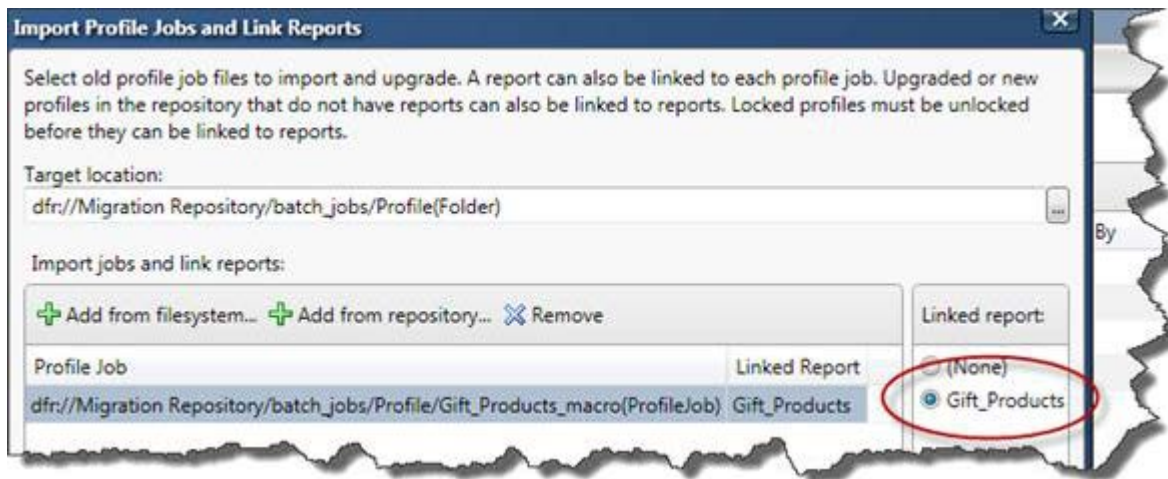 Import Profile Jobs and Link Reports
Select old profile job files to import and upgrade. A report can also be linked to each profile job. Upgraded or new
profiles in the repository that do not have reports can also be linked to reports. Locked profiles must be unlocked
before they can be linked to reports.
Target location:
dfr://Migration Repository/batch_jobs/Profile(Folder)
...
By
Import jobs and link reports:
Add from filesystem... Add from repository... Remove
Linked report:
Profile Job Linked Report
(None)
dfr://Migration Repository/batch_jobs/Profile/Gift_Products_macro(ProfileJob) Gift_Products
Gift_Products